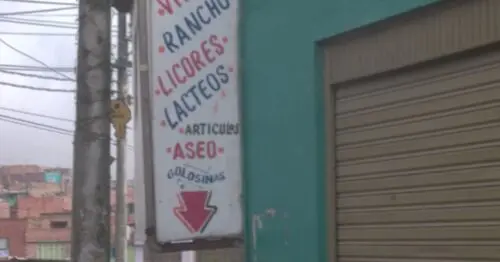 RANCHO
LICORES
LACTEOS
ARTICULOS
ASEO
GOLOSINAS